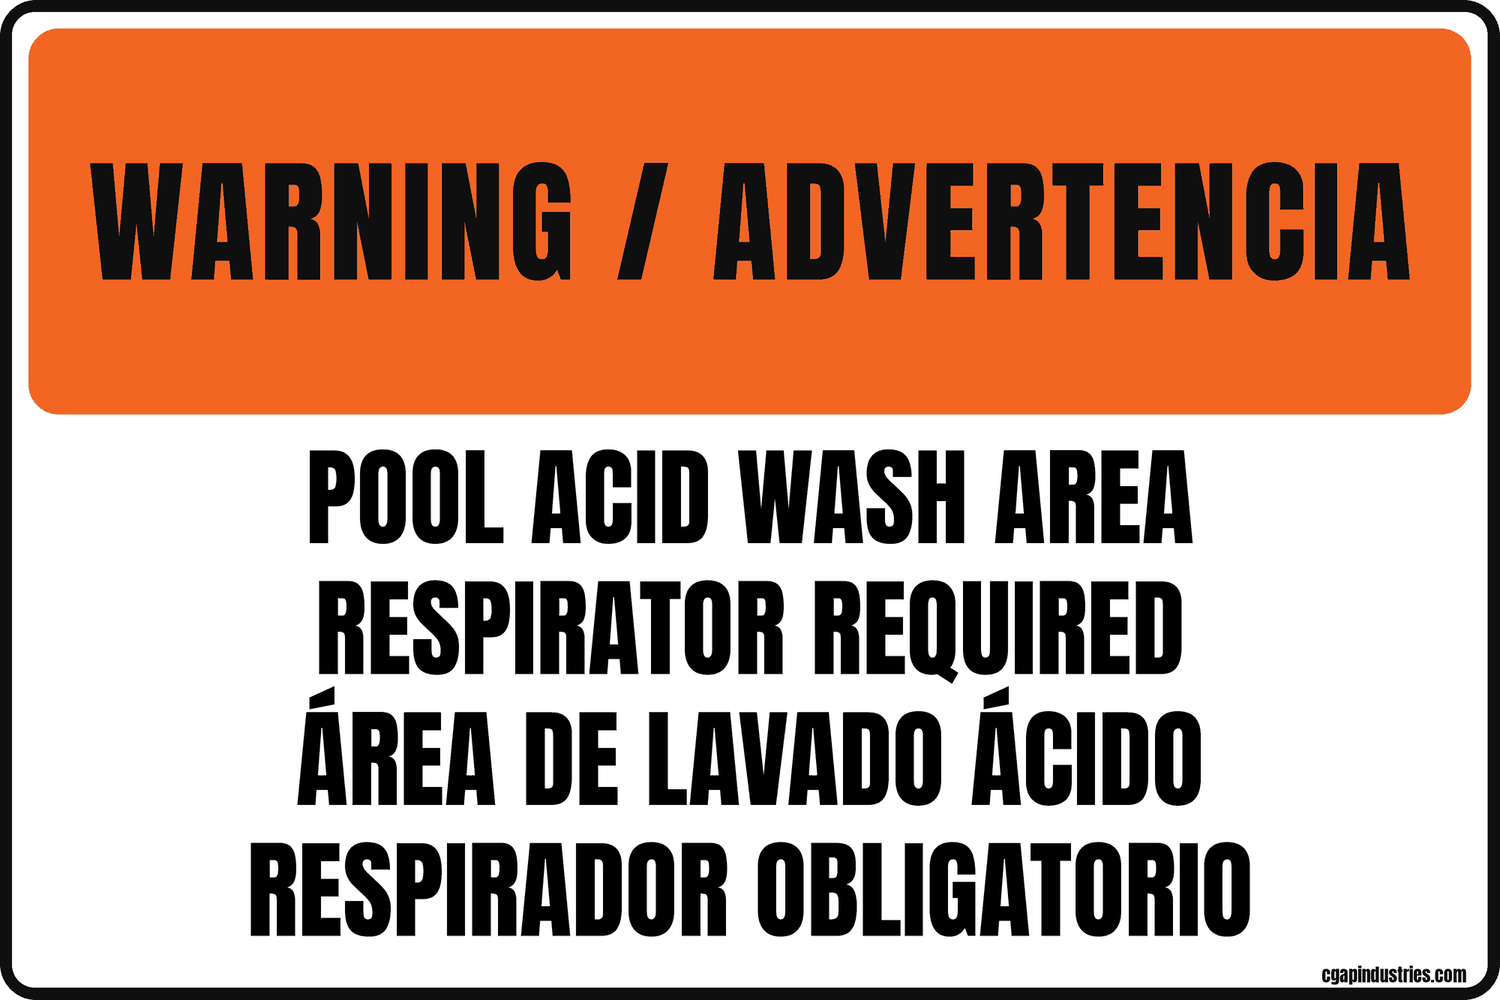 WARNING / ADVERTENCIA
POOL ACID WASH AREA
RESPIRATOR REQUIRED
ÁREA DE LAVADO ÁCIDO
RESPIRADOR OBLIGATORIO
cgapindustries.com